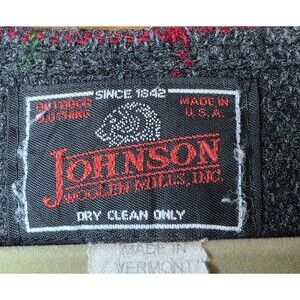 SINCE 1842
OUTDOOR CLOTHING
MADE IN U.S.A.
JOHNSON
WOOLEN MILLS, INC.
DRY CLEAN ONLY
MADE IN
VERMONT